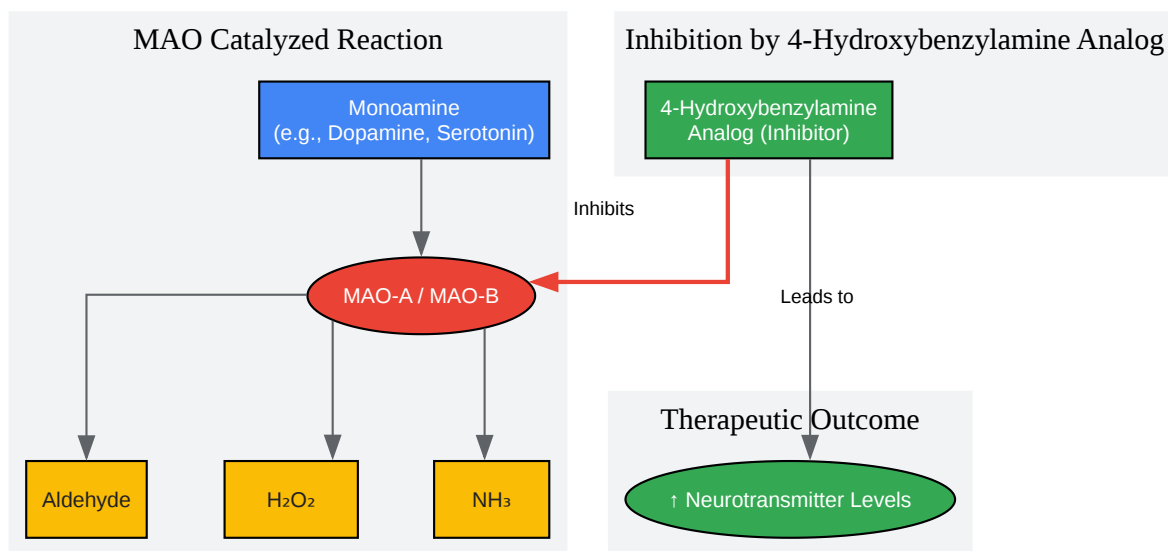 MAO Catalyzed Reaction
Inhibition by 4-Hydroxybenzylamine Analog
Monoamine
(e.g., Dopamine, Serotonin)
4-Hydroxybenzylamine
Analog (Inhibitor)
Inhibits
MAO-A / MAO-B
Leads to
Therapeutic Outcome
Aldehyde
H₂O₂
NH₃
↑ Neurotransmitter Levels